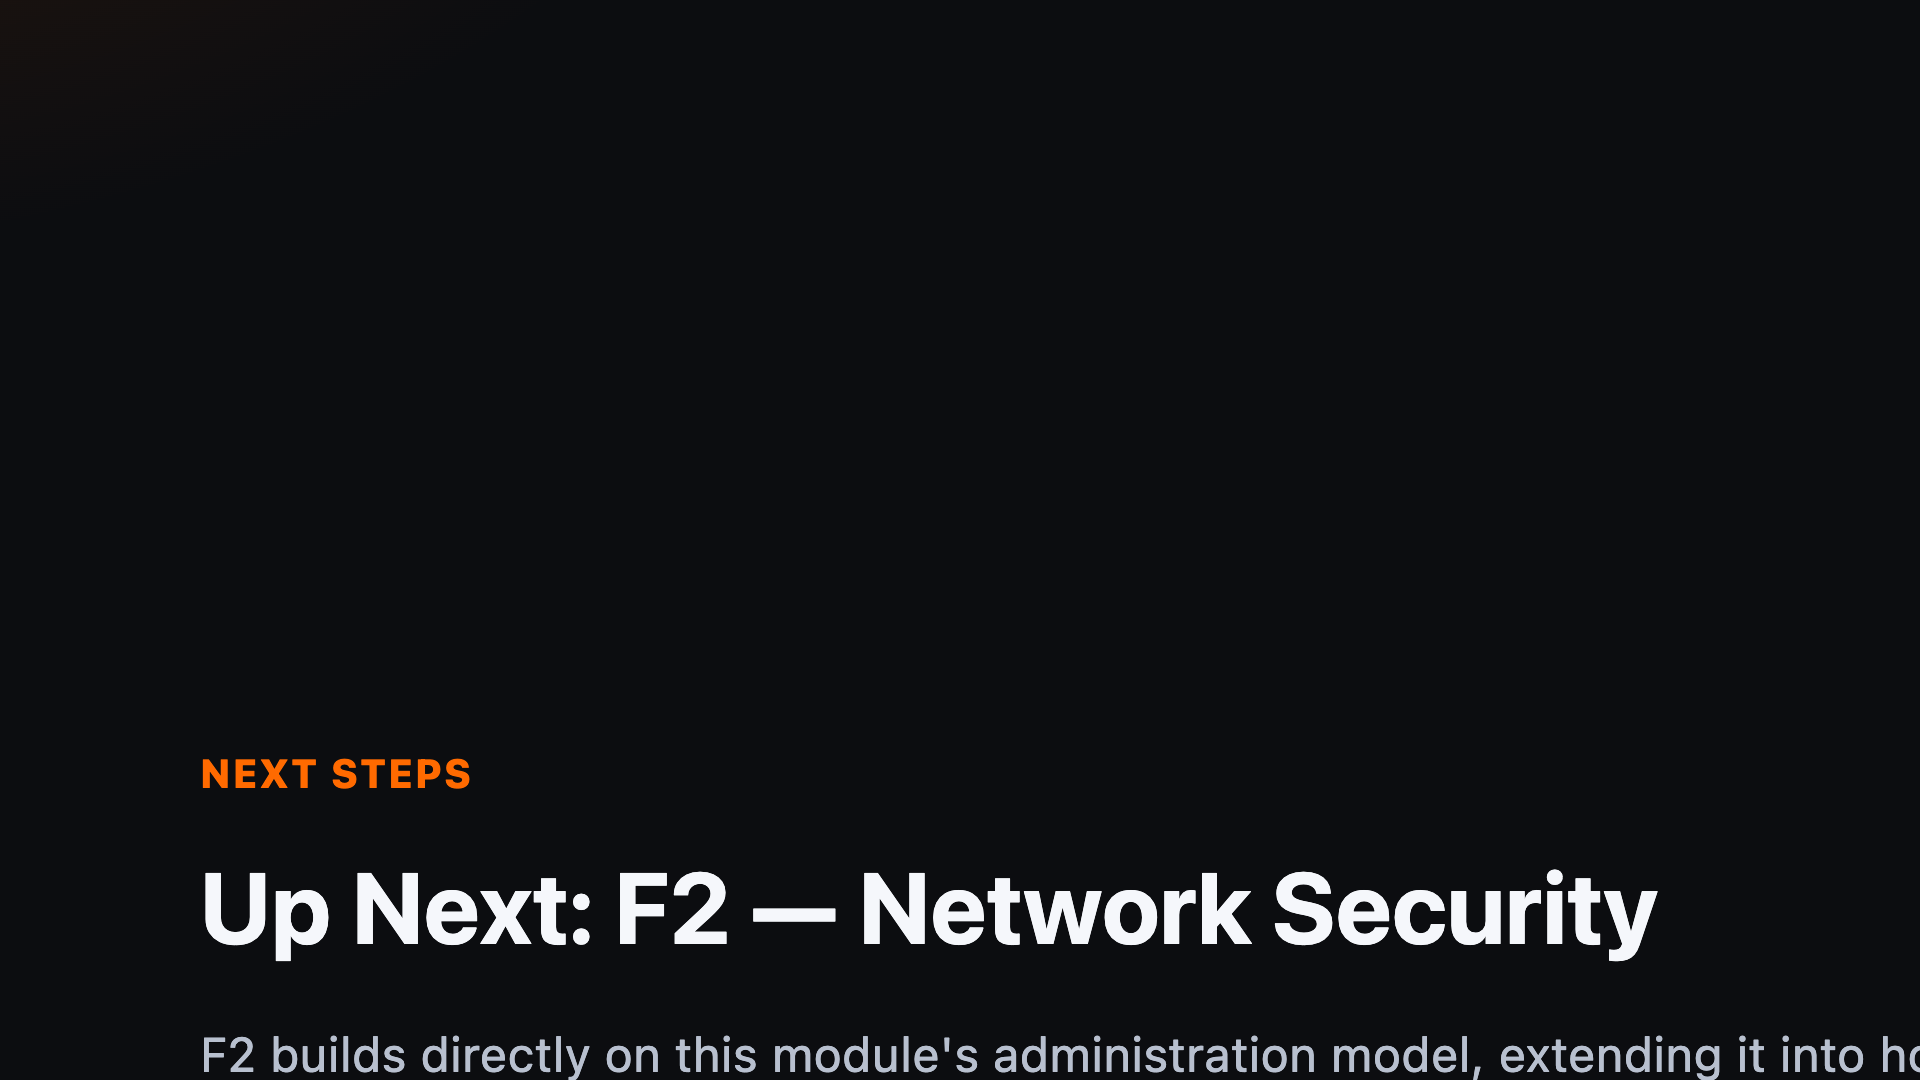 NEXT STEPS
Up Next: F2 — Network Security
F2 builds directly on this module's administration model, extending it into